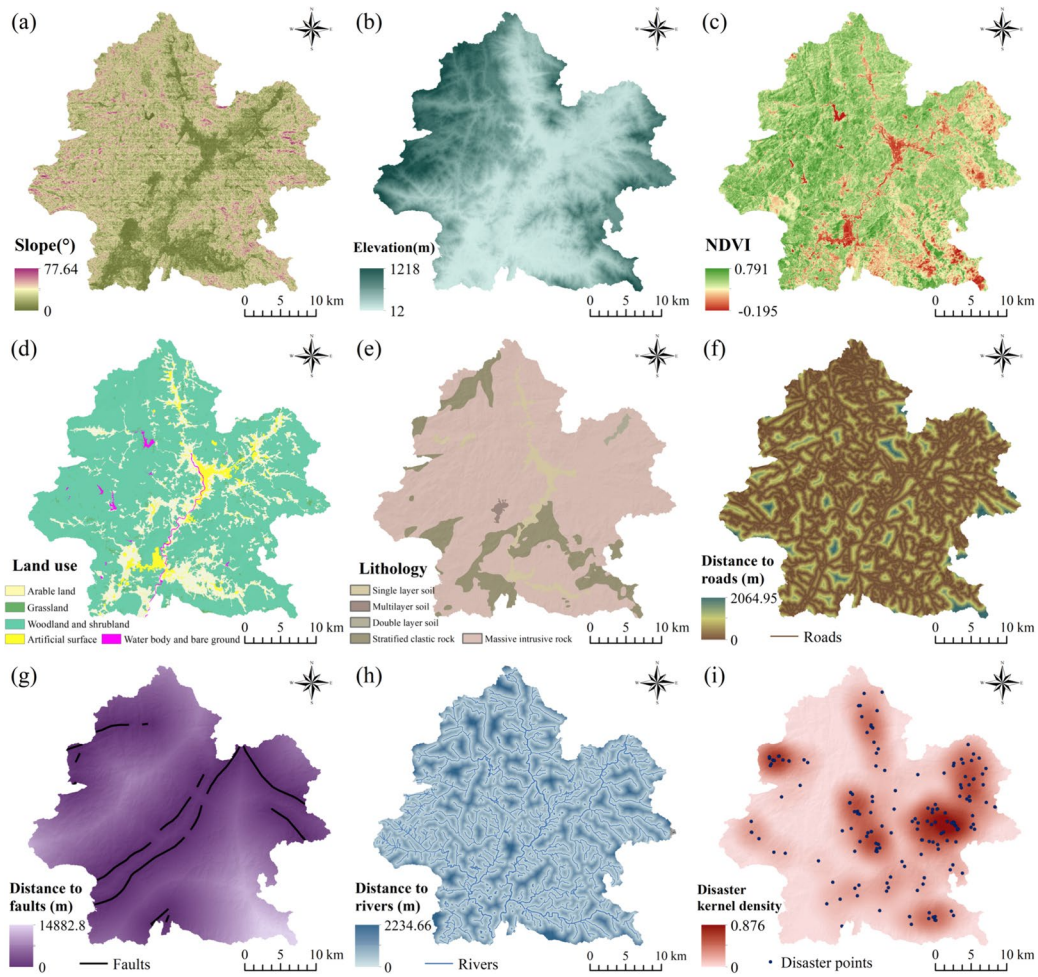 (a)
N
W
E
S
Slope(°)
77.64
0
0 5 10 km
(b)
N
W
E
S
Elevation(m)
1218
12
0 5 10 km
(c)
N
W
E
S
NDVI
0.791
-0.195
0 5 10 km
(d)
N
W
E
S
Land use
Arable land
Grassland
Woodland and shrubland
Artificial surface Water body and bare ground
0 5 10 km
(e)
N
W
E
S
Lithology
Single layer soil
Multilayer soil
Double layer soil
Stratified clastic rock Massive intrusive rock
0 5 10 km
(f)
N
W
E
S
Distance to
roads (m)
2064.95
0
Roads
0 5 10 km
(g)
N
W
E
S
Distance to
faults (m)
14882.8
0
Faults
0 5 10 km
(h)
N
W
E
S
Distance to
rivers (m)
2234.66
0
Rivers
0 5 10 km
(i)
N
W
E
S
Disaster
kernel density
0.876
0
Disaster points
0 5 10 km